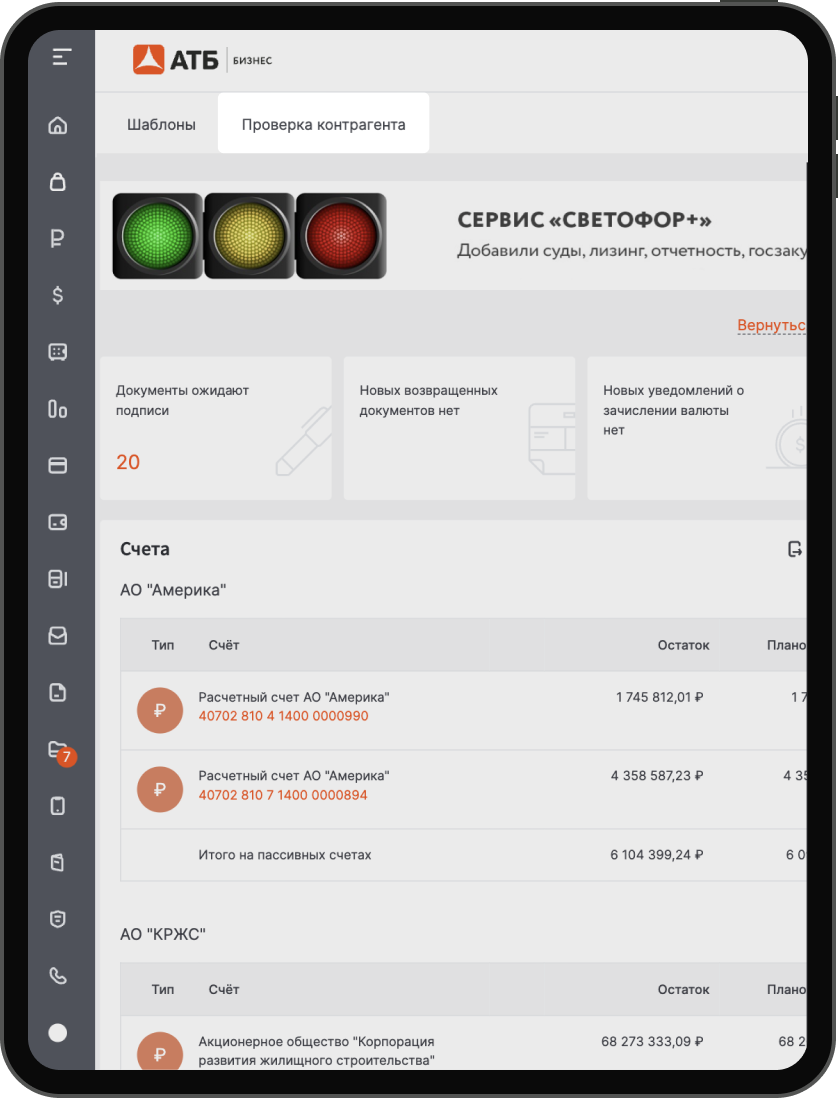 АТБ БИЗНЕС
Шаблоны Проверка контрагента
СЕРВИС «СВЕТОФОР+»
Добавили суды, лизинг, отчетность, госзаку
Вернутьс
Документы ожидают
подписи
20
Новых возвращенных
документов нет
Новых уведомлений о
зачислении валюты
нет
Счета
АО "Америка"
Тип Счёт Остаток Плано
₽ Расчетный счет АО "Америка" 1 745 812,01 ₽ 1 7
40702 810 4 1400 0000990
₽ Расчетный счет АО "Америка" 4 358 587,23 ₽ 4 35
40702 810 7 1400 0000894
Итого на пассивных счетах 6 104 399,24 ₽ 6 0
7
АО "КРЖС"
Тип Счёт Остаток Плано
₽ Акционерное общество "Корпорация 68 273 333,09 ₽ 68 2
развития жилищного строительства"